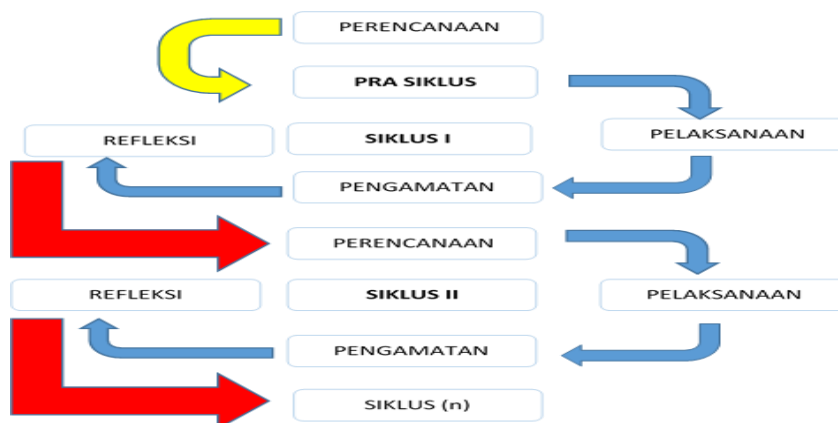 PERENCANAAN
PRA SIKLUS
REFLEKSI
SIKLUS I
PELAKSANAAN
PENGAMATAN
PERENCANAAN
REFLEKSI
SIKLUS II
PELAKSANAAN
PENGAMATAN
SIKLUS (n)